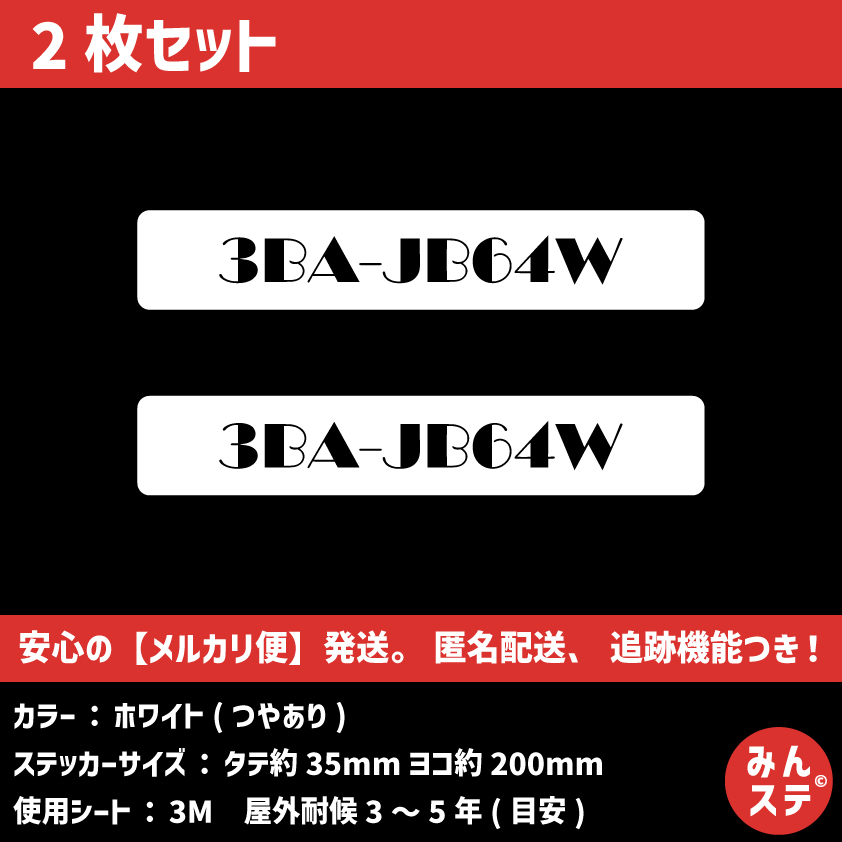 2枚セット
3BA-JB64W
3BA-JB64W
安心の【メルカリ便】発送。匿名配送、追跡機能つき！
カラー：ホワイト(つやあり)
ステッカーサイズ：タテ約35mmヨコ約200mm
使用シート：3M　屋外耐候3～5年(目安)
みん
ステ©